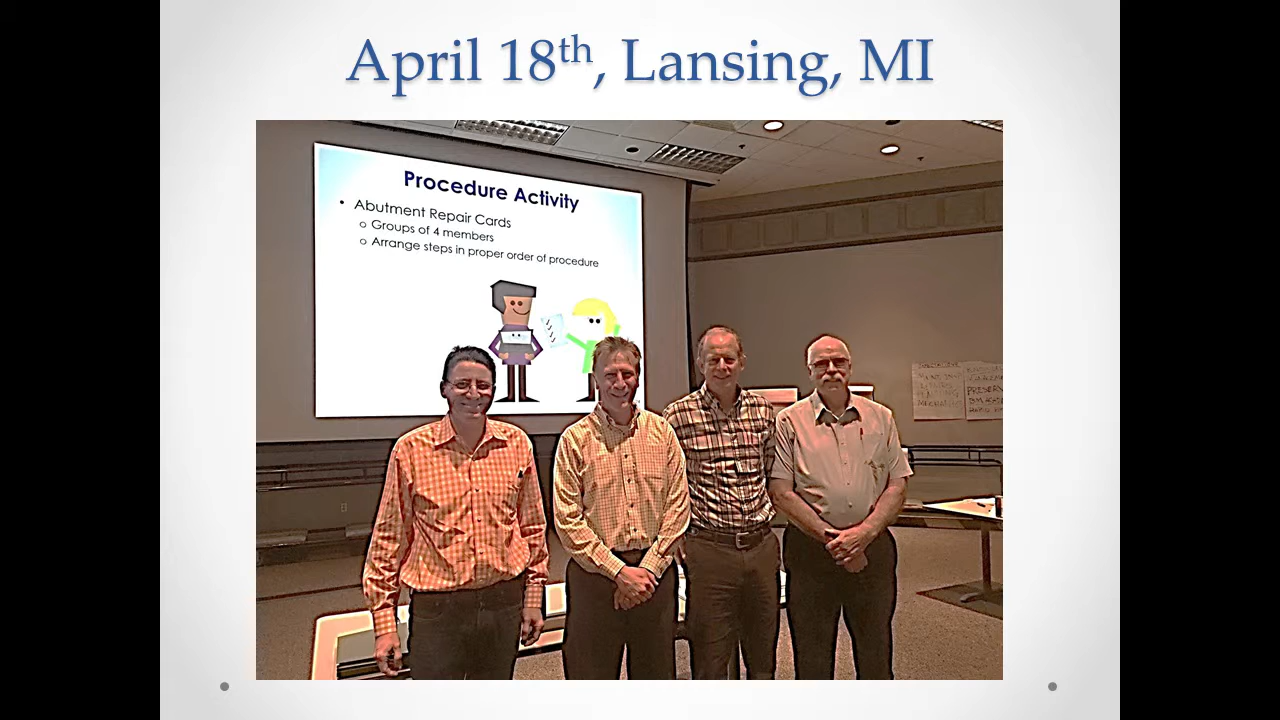 April 18th, Lansing, MI
Procedure Activity
• Abutment Repair Cards
o Groups of 4 members
o Arrange steps in proper order of procedure